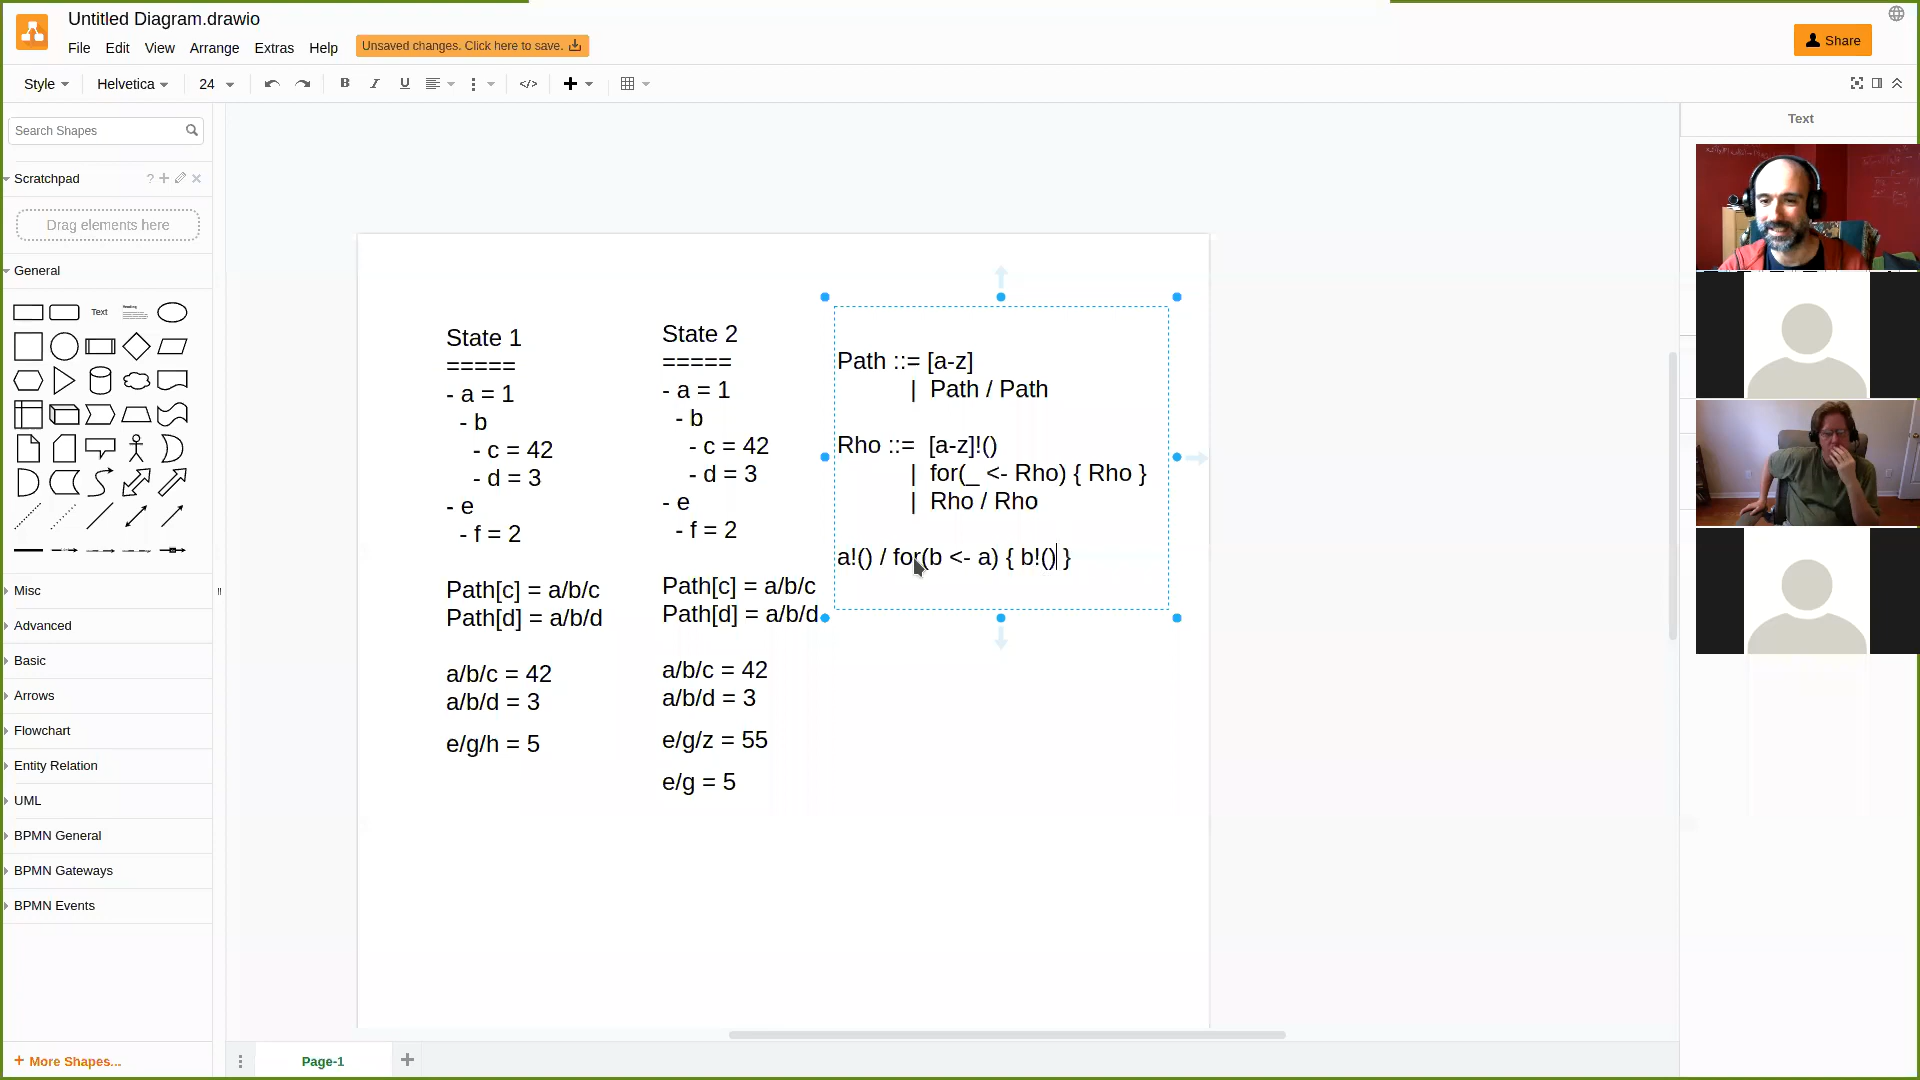 Untitled Diagram.drawio
File Edit View Arrange Extras Help
Unsaved changes. Click here to save.
Share
Style Helvetica 24 B I U </>
Search Shapes
Text
Scratchpad
?
Drag elements here
General
Text
Misc
Advanced
Basic
Arrows
Flowchart
Entity Relation
UML
BPMN General
BPMN Gateways
BPMN Events
+ More Shapes...
State 1
=====
- a = 1
- b
- c = 42
- d = 3
- e
- f = 2
Path[c] = a/b/c
Path[d] = a/b/d
a/b/c = 42
a/b/d = 3
e/g/h = 5
State 2
=====
- a = 1
- b
- c = 42
- d = 3
- e
- f = 2
Path[c] = a/b/c
Path[d] = a/b/d
a/b/c = 42
a/b/d = 3
e/g/z = 55
e/g = 5
Path ::= [a-z]
| Path / Path
Rho ::= [a-z]!()
| for(_ <- Rho) { Rho }
| Rho / Rho
a!() / for(b <- a) { b!() }
Page-1